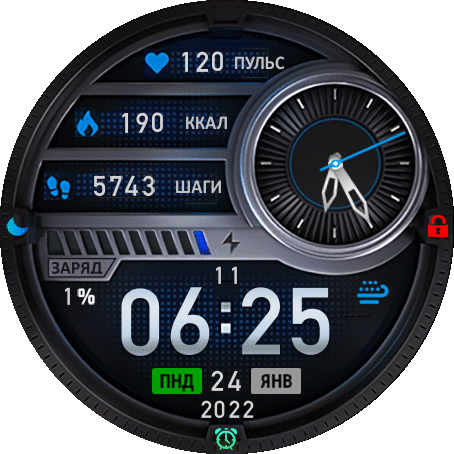 120 ПУЛЬС
190 ККАЛ
5743 ШАГИ
ЗАРЯД
1%
11
06:25
ПНД 24 ЯНВ
2022